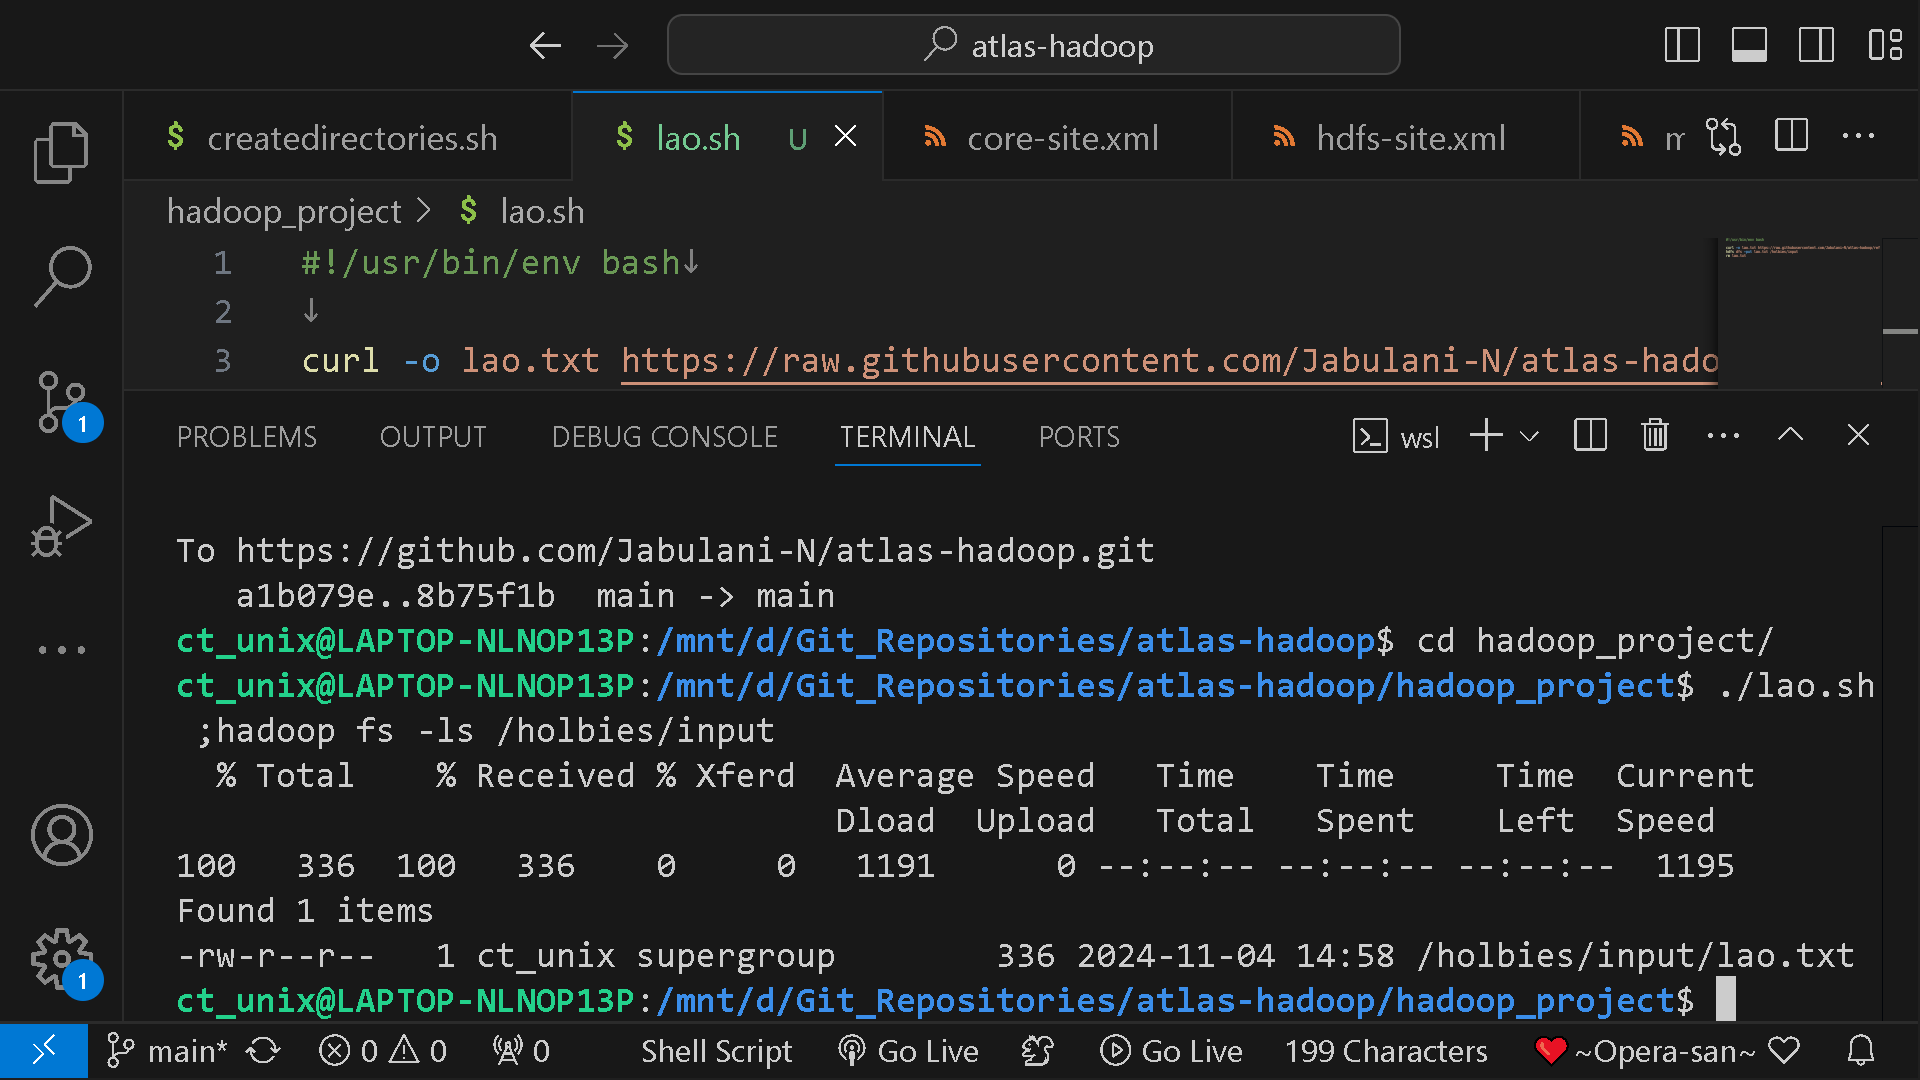 atlas-hadoop
$ createdirectories.sh $ lao.sh U core-site.xml hdfs-site.xml m
hadoop_project > $ lao.sh
1 #!/usr/bin/env bash↓
2 ↓
3 curl -o lao.txt https://raw.githubusercontent.com/Jabulani-N/atlas-hado
1
PROBLEMS OUTPUT DEBUG CONSOLE TERMINAL PORTS wsl
To https://github.com/Jabulani-N/atlas-hadoop.git
a1b079e..8b75f1b main -> main
ct_unix@LAPTOP-NLNOP13P:/mnt/d/Git_Repositories/atlas-hadoop$ cd hadoop_project/
ct_unix@LAPTOP-NLNOP13P:/mnt/d/Git_Repositories/atlas-hadoop/hadoop_project$ ./lao.sh
;hadoop fs -ls /holbies/input
% Total % Received % Xferd Average Speed Time Time Time Current
Dload Upload Total Spent Left Speed
100 336 100 336 0 0 1191 0 --:--:-- --:--:-- --:--:-- 1195
Found 1 items
-rw-r--r-- 1 ct_unix supergroup 336 2024-11-04 14:58 /holbies/input/lao.txt
1
ct_unix@LAPTOP-NLNOP13P:/mnt/d/Git_Repositories/atlas-hadoop/hadoop_project$
main* 0 0 0 Shell Script Go Live Go Live 199 Characters ❤️ ~Opera-san~ ♡